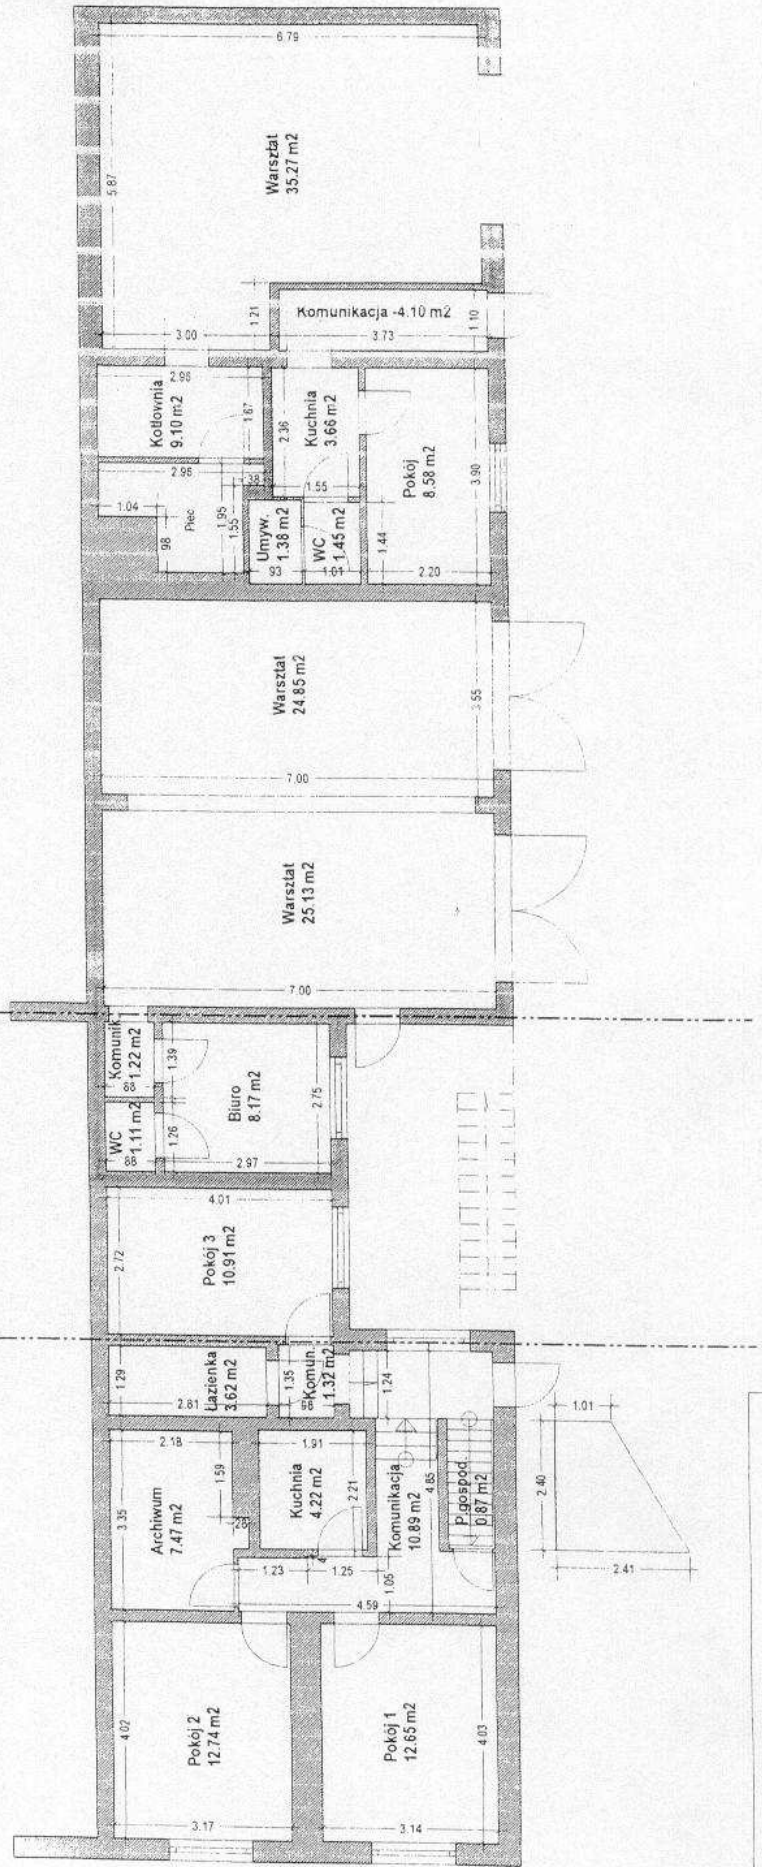 6.79
5.87
Warsztat
35.27 m2
1.21
Komunikacja -4.10 m2
1.10
3.00
3.73
2.96
Kotłownia
9.10 m2
1.67
2.36
Kuchnia
3.66 m2
Pokój
8.58 m2
3.90
2.96
38
1.55
1.04
Piec
98
1.95
1.55
Umyw.
1.38 m2
WC
1.45 m2
1.44
93
1.01
2.20
Warsztat
24.85 m2
3.55
7.00
Warsztat
25.13 m2
7.00
Komunik
1.22 m2
88
1.39
Biuro
8.17 m2
2.75
WC
1.11 m2
88
1.26
2.97
4.01
2.72
Pokój 3
10.91 m2
1.29
Łazienka
3.62 m2
2.81
1.35
Komun.
1.32 m2
98
1.24
1.01
2.18
1.59
1.91
Kuchnia
4.22 m2
2.21
Komunikacja
10.89 m2
4.85
P.gospod.
0.87 m2
2.40
3.35
Archiwum
7.47 m2
28
4
1.23
1.25
1.05
2.41
4.59
4.02
Pokój 2
12.74 m2
Pokój 1
12.65 m2
4.03
3.17
3.14